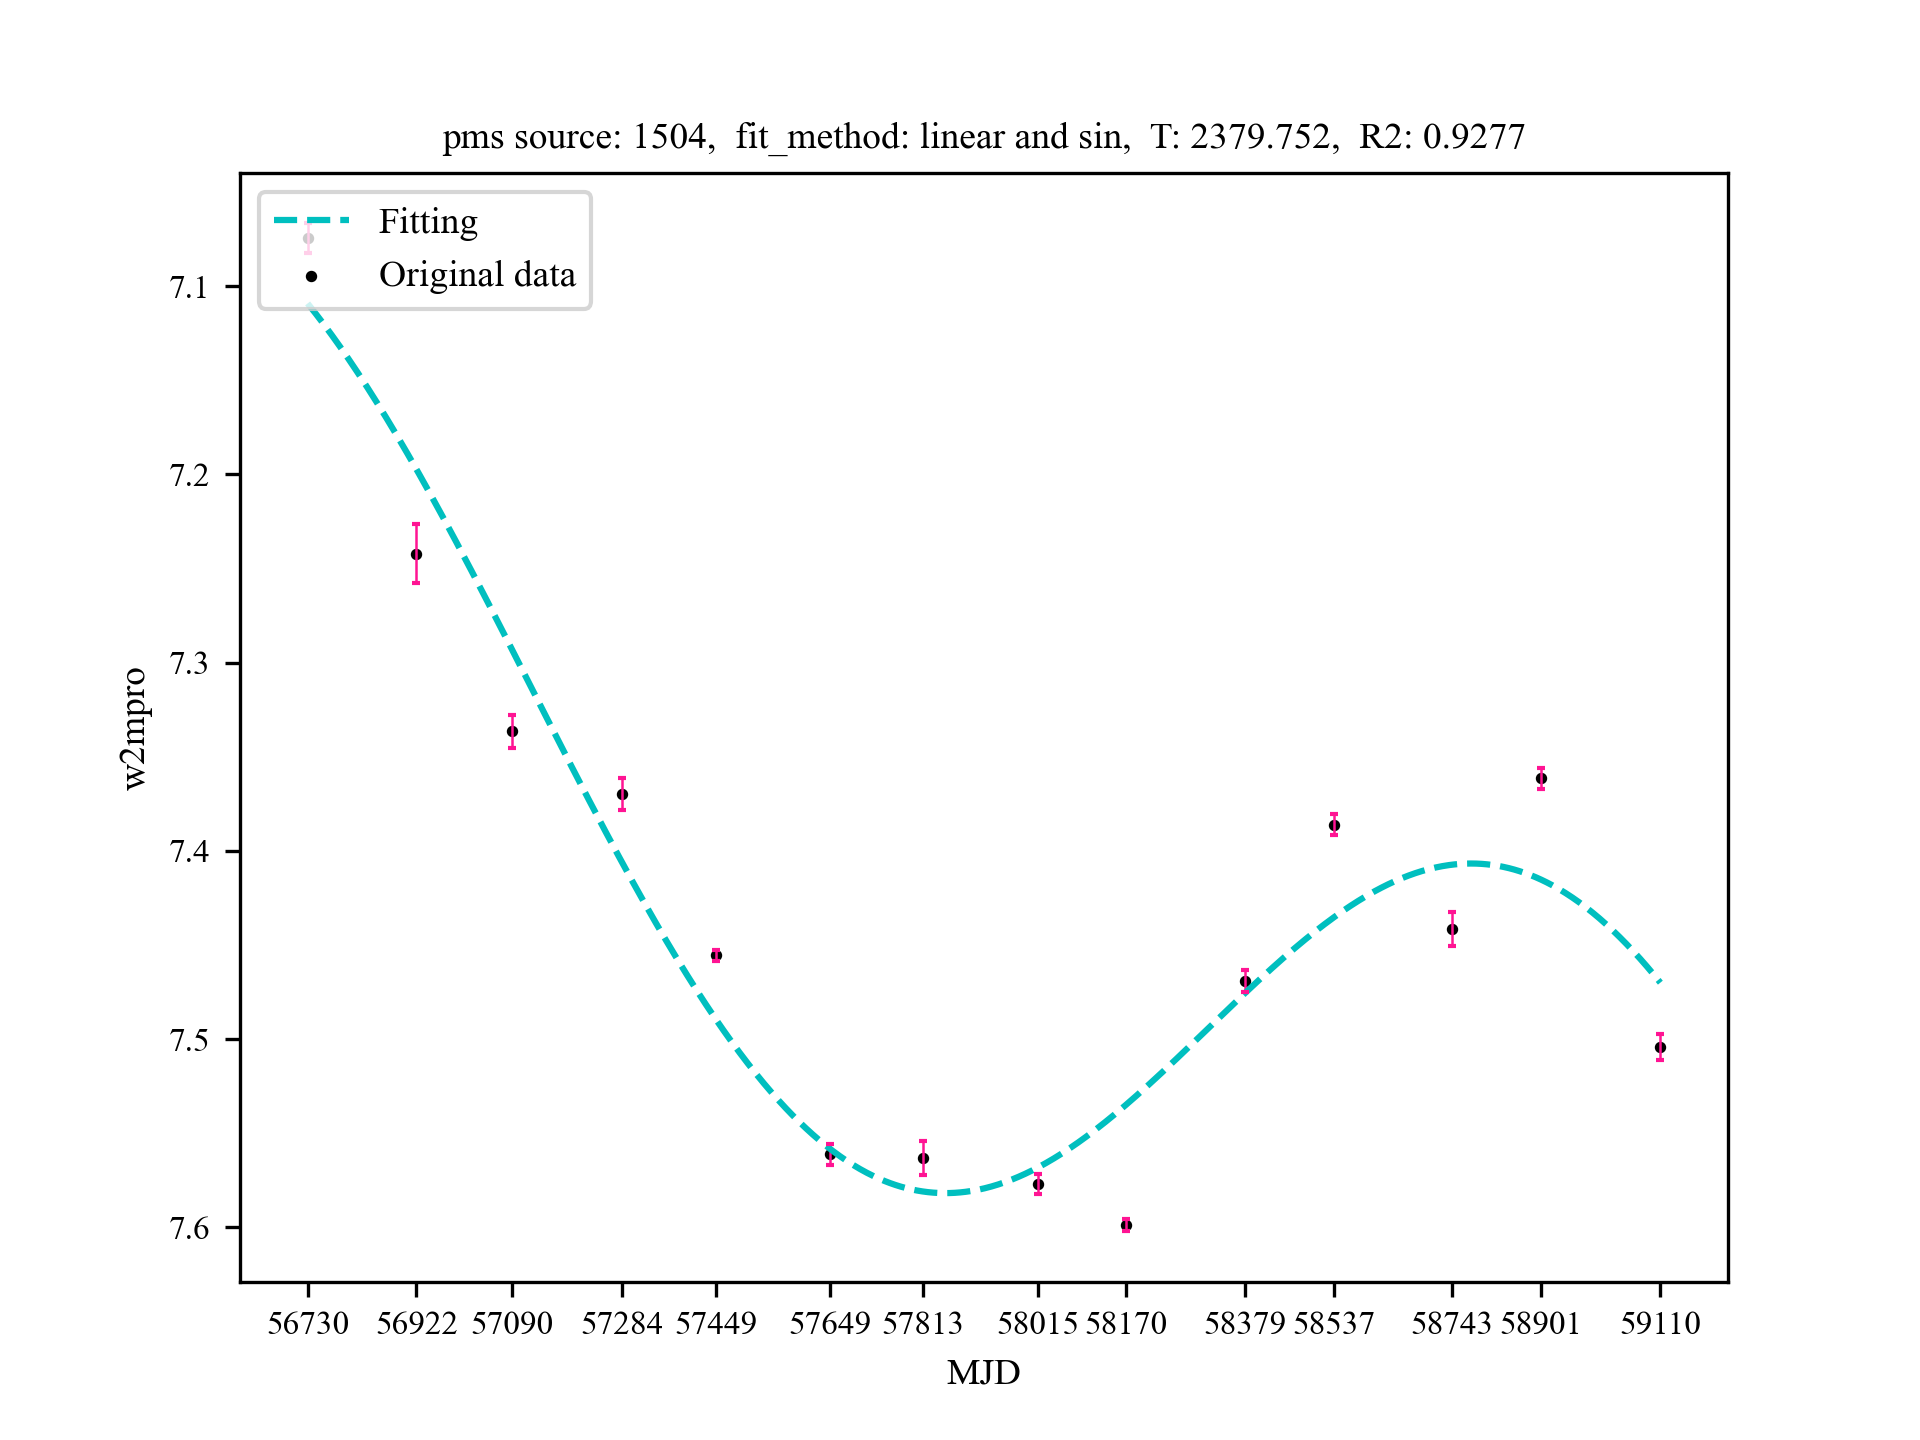 pms source: 1504,  fit_method: linear and sin,  T: 2379.752,  R2: 0.9277
Fitting
Original data
7.1
7.2
7.3
7.4
7.5
7.6
w2mpro
56730 56922 57090 57284 57449 57649 57813 58015 58170 58379 58537 58743 58901 59110
MJD